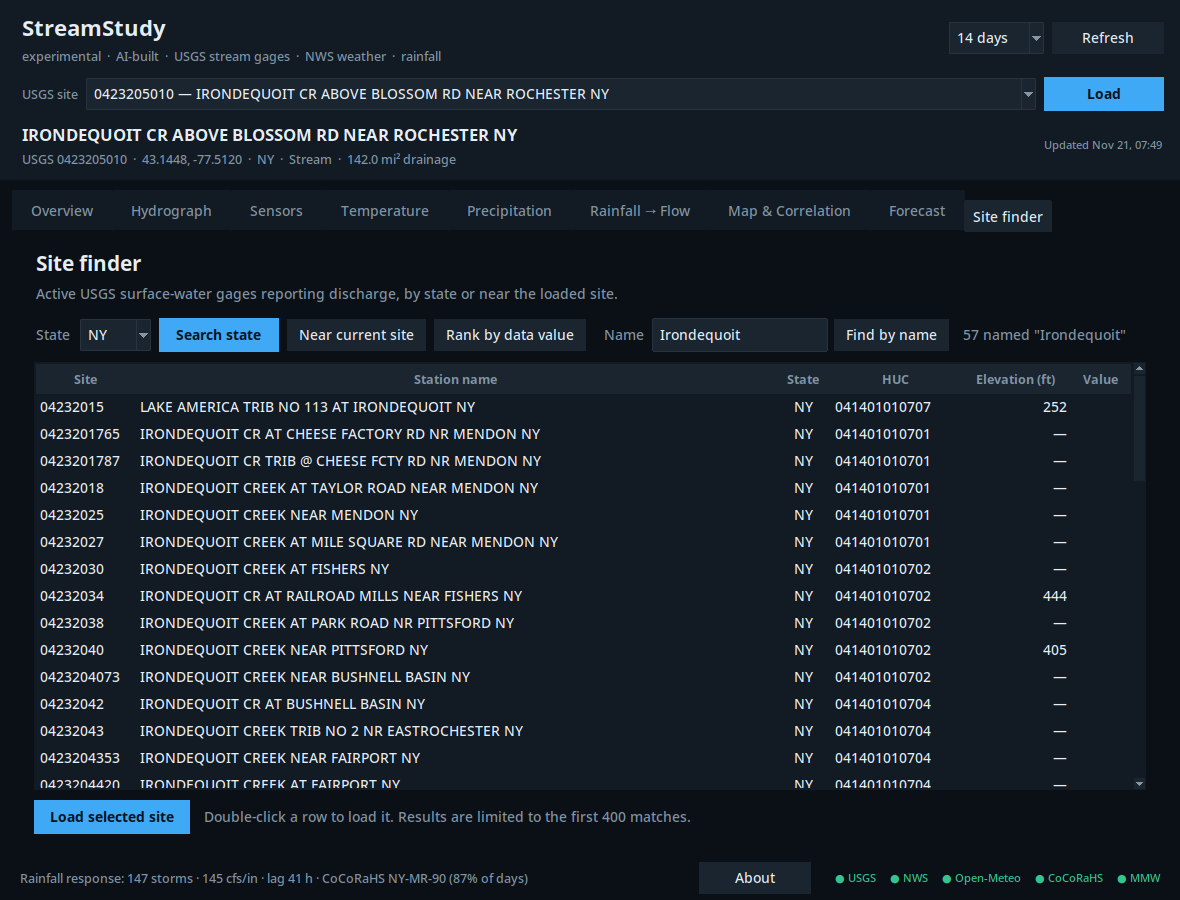 StreamStudy
experimental · AI-built · USGS stream gages · NWS weather · rainfall
14 days
Refresh
USGS site
0423205010 — IRONDEQUOIT CR ABOVE BLOSSOM RD NEAR ROCHESTER NY
Load
IRONDEQUOIT CR ABOVE BLOSSOM RD NEAR ROCHESTER NY
USGS 0423205010 · 43.1448, -77.5120 · NY · Stream · 142.0 mi² drainage
Updated Nov 21, 07:49
Overview Hydrograph Sensors Temperature Precipitation Rainfall → Flow Map & Correlation Forecast Site finder
Site finder
Active USGS surface-water gages reporting discharge, by state or near the loaded site.
State NY Search state Near current site Rank by data value Name Irondequoit Find by name 57 named "Irondequoit"
Site Station name State HUC Elevation (ft) Value
04232015 LAKE AMERICA TRIB NO 113 AT IRONDEQUOIT NY NY 041401010707 252
0423201765 IRONDEQUOIT CR AT CHEESE FACTORY RD NR MENDON NY NY 041401010701 —
0423201787 IRONDEQUOIT CR TRIB @ CHEESE FCTY RD NR MENDON NY NY 041401010701 —
04232018 IRONDEQUOIT CREEK AT TAYLOR ROAD NEAR MENDON NY NY 041401010701 —
04232025 IRONDEQUOIT CREEK NEAR MENDON NY NY 041401010701 —
04232027 IRONDEQUOIT CREEK AT MILE SQUARE RD NEAR MENDON NY NY 041401010701 —
04232030 IRONDEQUOIT CREEK AT FISHERS NY NY 041401010702 —
04232034 IRONDEQUOIT CR AT RAILROAD MILLS NEAR FISHERS NY NY 041401010702 444
04232038 IRONDEQUOIT CREEK AT PARK ROAD NR PITTSFORD NY NY 041401010702 —
04232040 IRONDEQUOIT CREEK NEAR PITTSFORD NY NY 041401010702 405
0423204073 IRONDEQUOIT CREEK NEAR BUSHNELL BASIN NY NY 041401010702 —
04232042 IRONDEQUOIT CR AT BUSHNELL BASIN NY NY 041401010704 —
04232043 IRONDEQUOIT CREEK TRIB NO 2 NR EASTROCHESTER NY NY 041401010704 —
0423204353 IRONDEQUOIT CREEK NEAR FAIRPORT NY NY 041401010704 —
0423204420 IRONDEQUOIT CREEK AT FAIRPORT NY NY 041401010704 —
Load selected site
Double-click a row to load it. Results are limited to the first 400 matches.
Rainfall response: 147 storms · 145 cfs/in · lag 41 h · CoCoRaHS NY-MR-90 (87% of days)
About
USGS NWS Open-Meteo CoCoRaHS MMW